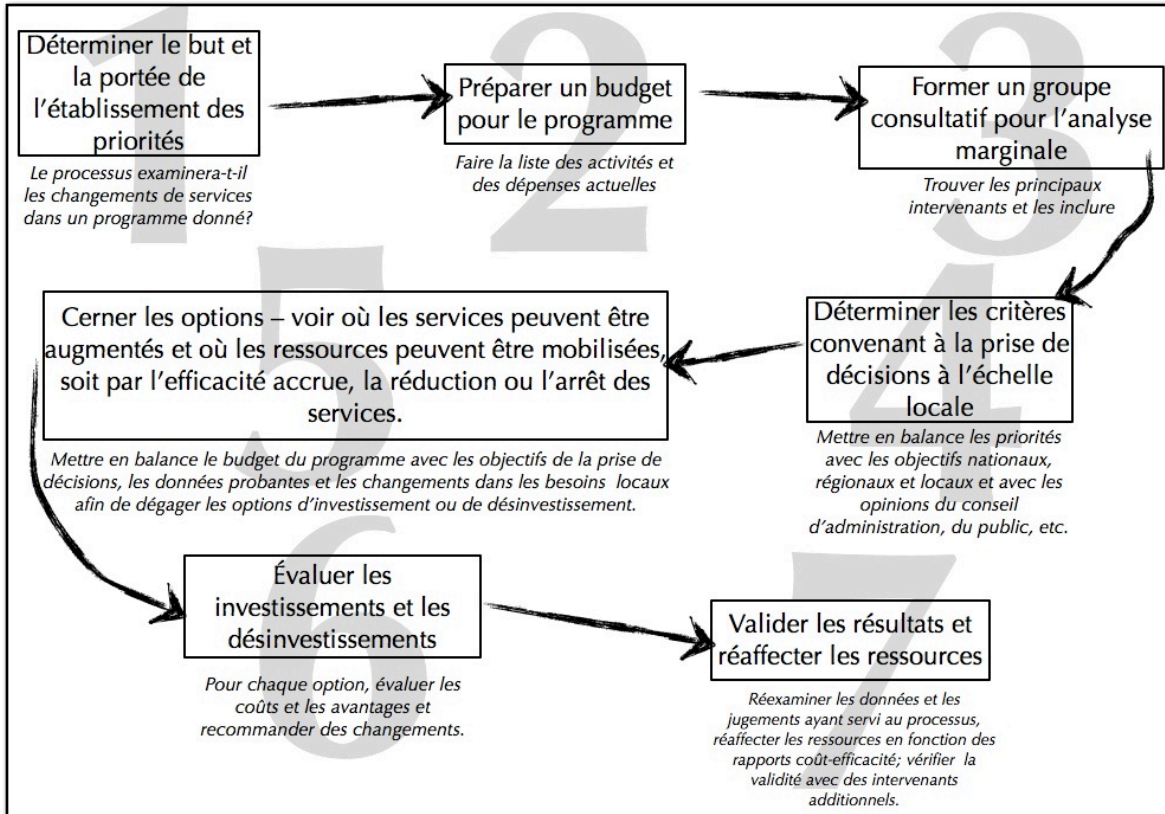 1
Déterminer le but et
la portée de
l'établissement des
priorités
Le processus examinera-t-il
les changements de services
dans un programme donné?
2
Préparer un budget
pour le programme
Faire la liste des activités et
des dépenses actuelles
3
Former un groupe
consultatif pour l'analyse
marginale
Trouver les principaux
intervenants et les inclure
4
Déterminer les critères
convenant à la prise de
décisions à l'échelle
locale
Mettre en balance les priorités
avec les objectifs nationaux,
régionaux et locaux et avec les
opinions du conseil
d'administration, du public, etc.
5
Cerner les options – voir où les services peuvent être
augmentés et où les ressources peuvent être mobilisées,
soit par l'efficacité accrue, la réduction ou l'arrêt des
services.
Mettre en balance le budget du programme avec les objectifs de la prise de
décisions, les données probantes et les changements dans les besoins locaux
afin de dégager les options d'investissement ou de désinvestissement.
6
Évaluer les
investissements et les
désinvestissements
Pour chaque option, évaluer les
coûts et les avantages et
recommander des changements.
7
Valider les résultats et
réaffecter les ressources
Réexaminer les données et les
jugements ayant servi au processus,
réaffecter les ressources en fonction des
rapports coût-efficacité; vérifier la
validité avec des intervenants
additionnels.